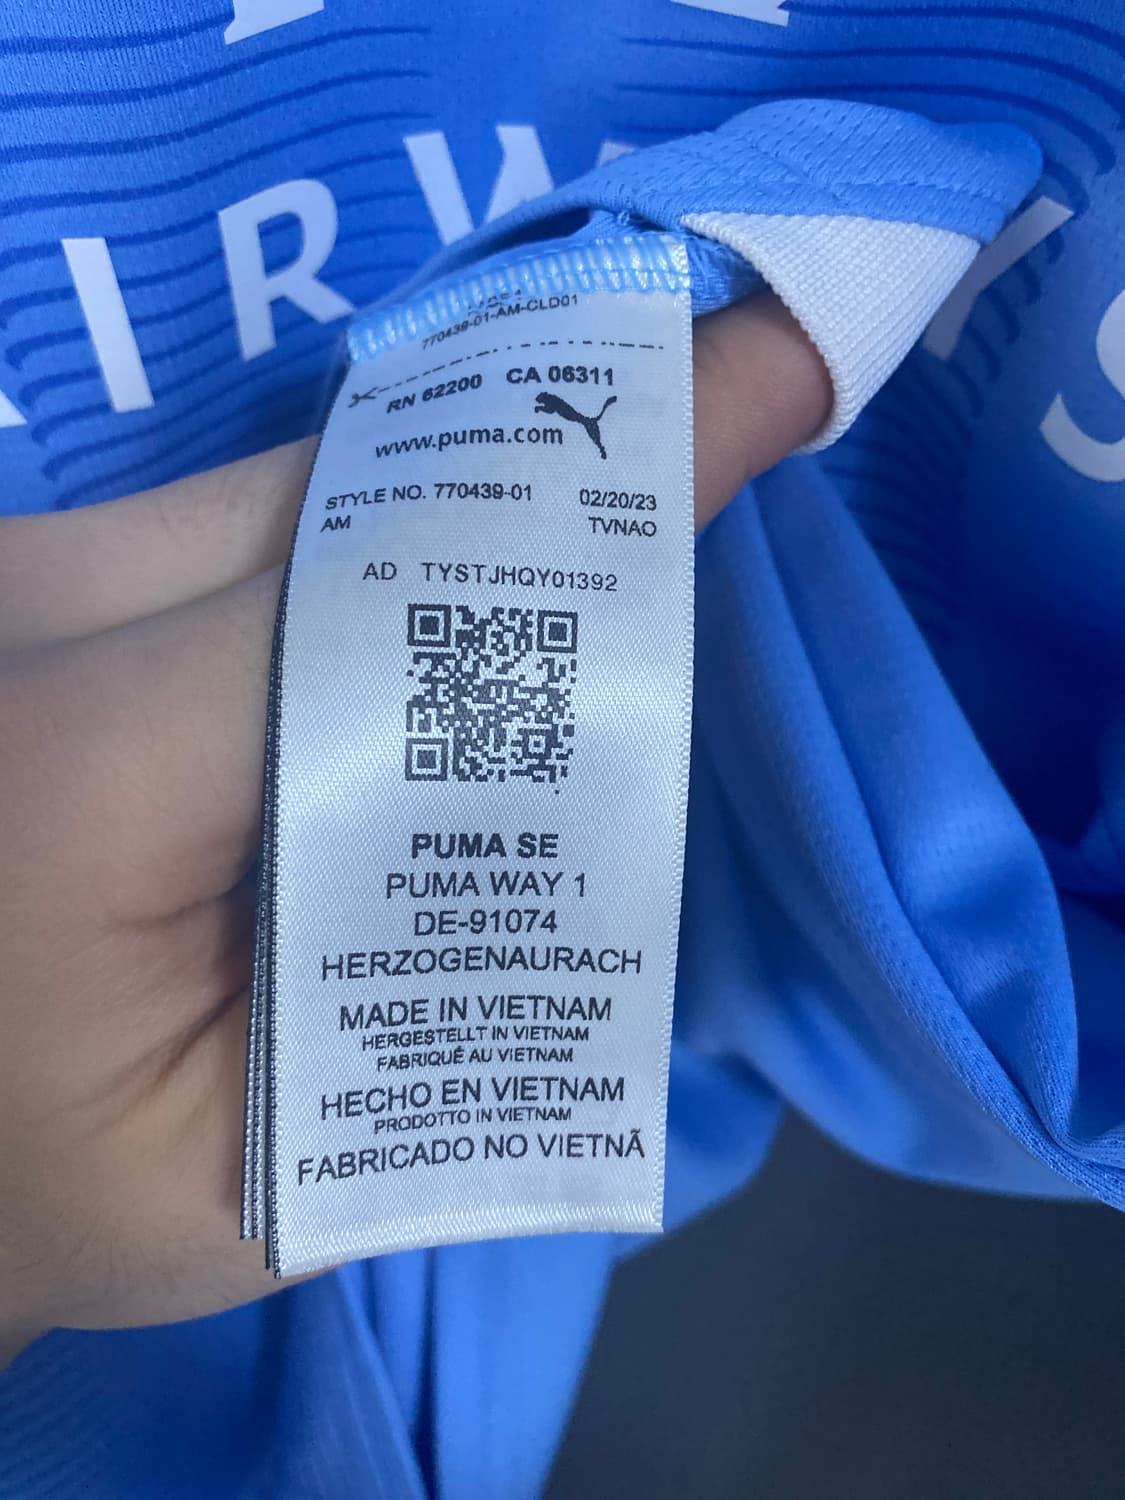 AIRWAYS
770439-01-AM-CLD01
RN 62200 CA 06311
www.puma.com
STYLE NO. 770439-01 02/20/23
AM TVNAO
AD TYSTJHQY01392
PUMA SE
PUMA WAY 1
DE-91074
HERZOGENAURACH
MADE IN VIETNAM
HERGESTELLT IN VIETNAM
FABRIQUÉ AU VIETNAM
HECHO EN VIETNAM
PRODOTTO IN VIETNAM
FABRICADO NO VIETNÃ